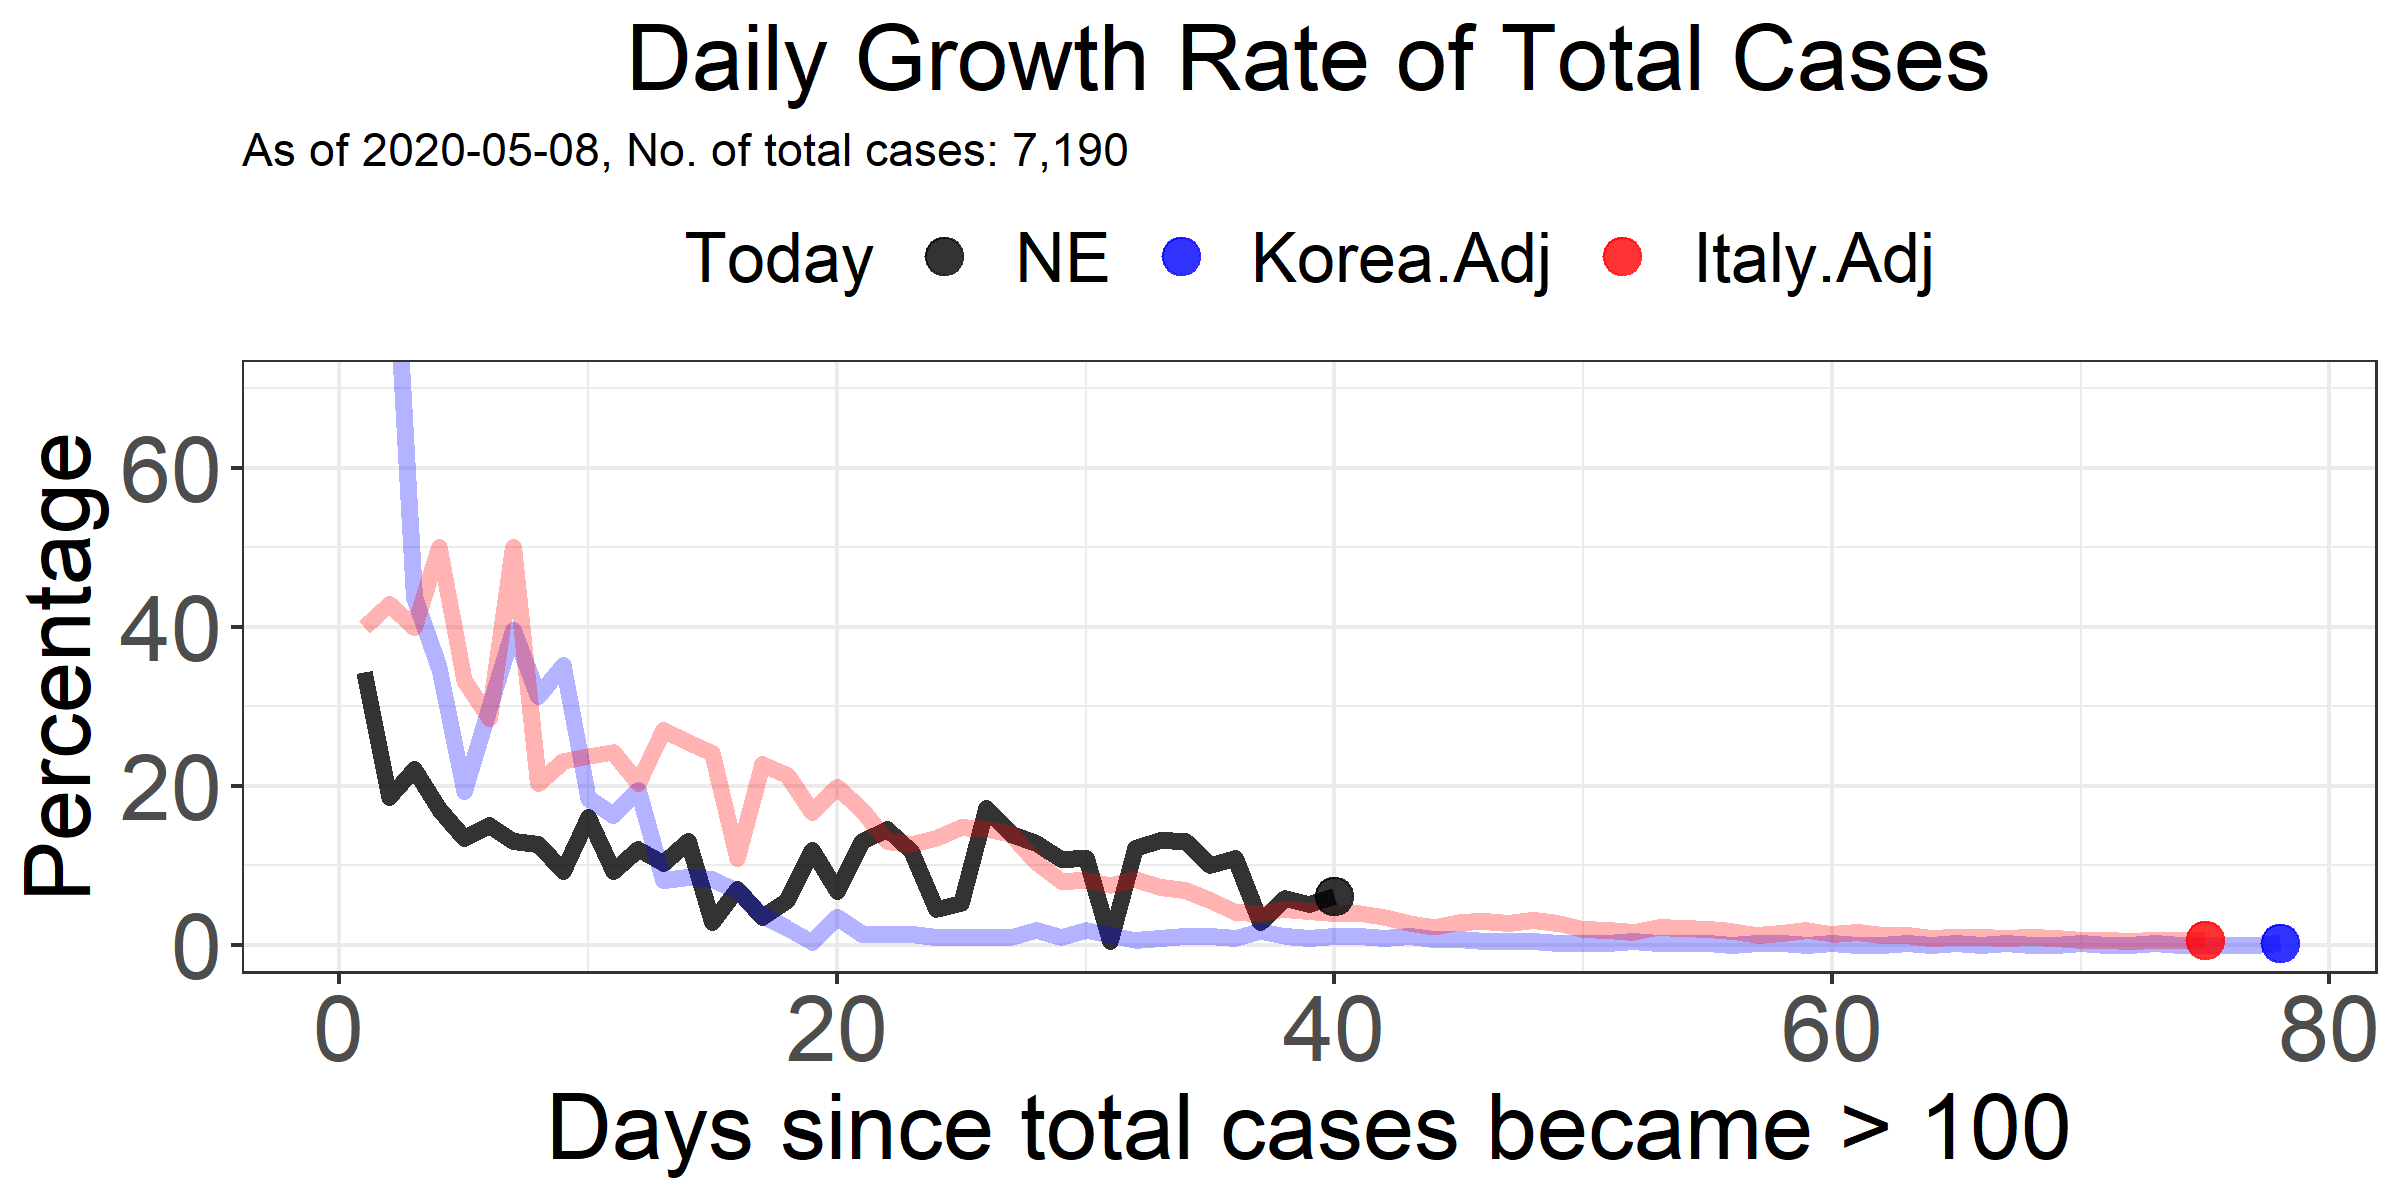 Daily Growth Rate of Total Cases
As of 2020-05-08, No. of total cases: 7,190
Today NE Korea.Adj Italy.Adj
Percentage
60
40
20
0
0 20 40 60 80
Days since total cases became > 100